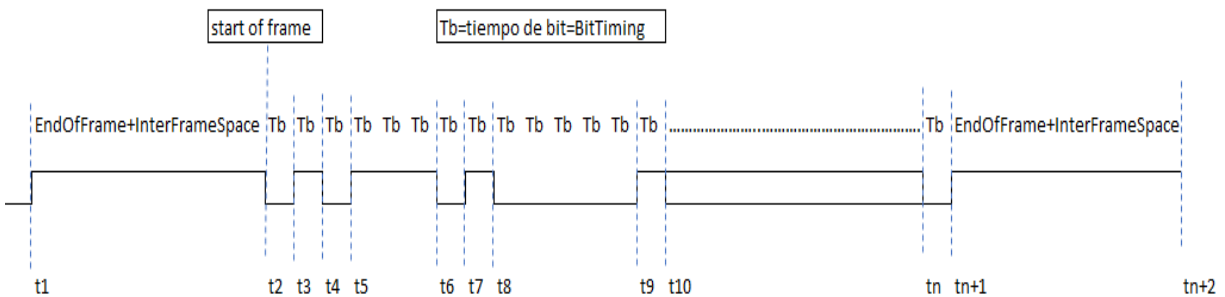 start of frame Tb=tiempo de bit=BitTiming
EndOfFrame+InterFrameSpace Tb Tb Tb Tb Tb Tb Tb Tb Tb Tb Tb Tb Tb Tb ........................................................... Tb EndOfFrame+InterFrameSpace
t1 t2 t3 t4 t5 t6 t7 t8 t9 t10 tn tn+1 tn+2